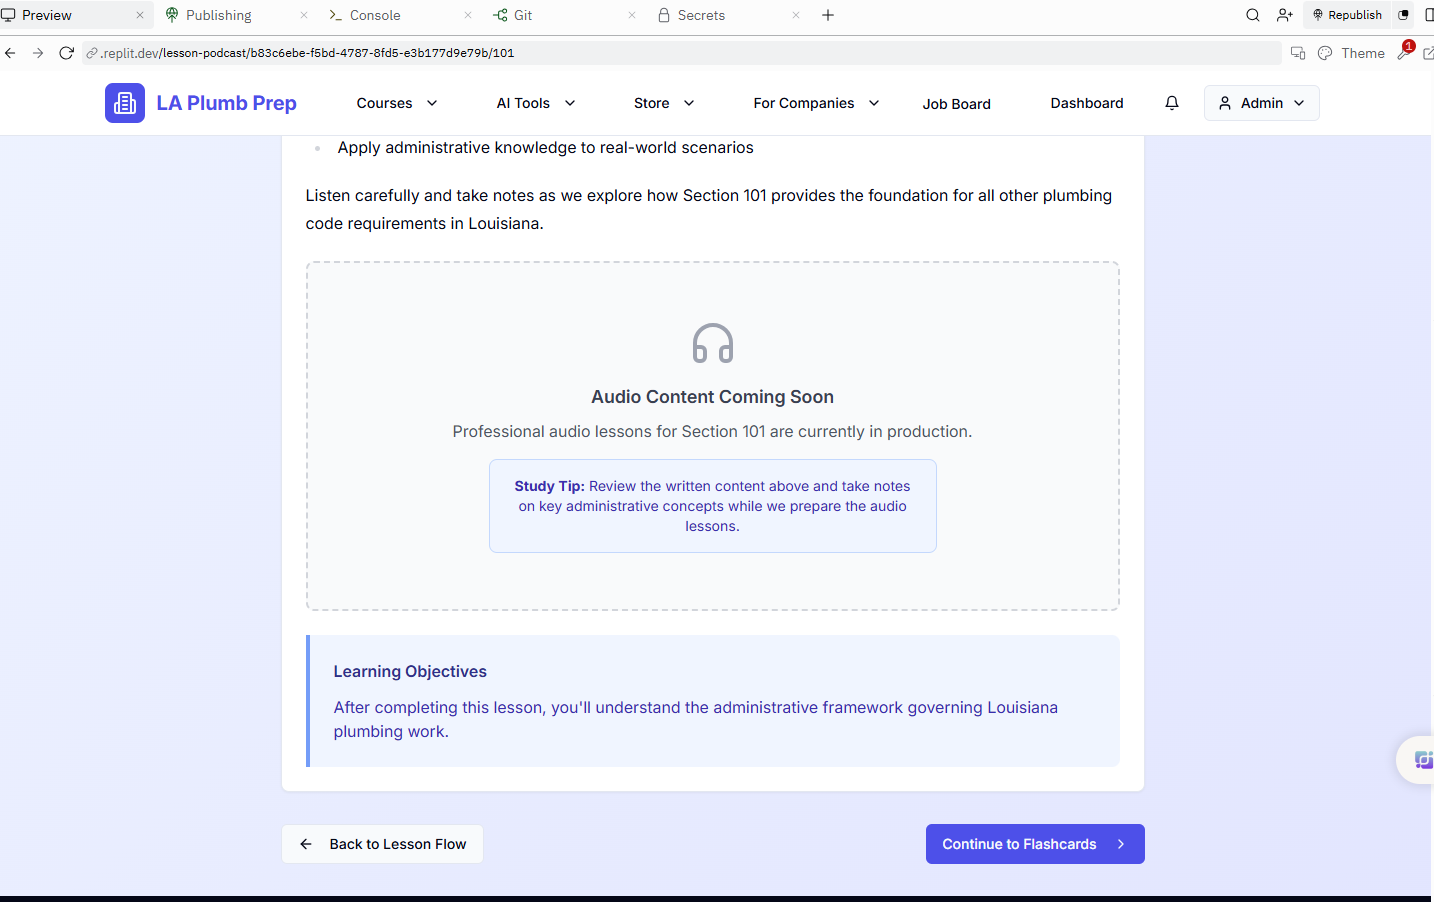 Preview
Publishing
Console
Git
Secrets
Republish
.replit.dev/lesson-podcast/b83c6ebe-f5bd-4787-8fd5-e3b177d9e79b/101
Theme
1
LA Plumb Prep
Courses
AI Tools
Store
For Companies
Job Board
Dashboard
Admin
Apply administrative knowledge to real-world scenarios
Listen carefully and take notes as we explore how Section 101 provides the foundation for all other plumbing
code requirements in Louisiana.
Audio Content Coming Soon
Professional audio lessons for Section 101 are currently in production.
Study Tip: Review the written content above and take notes
on key administrative concepts while we prepare the audio
lessons.
Learning Objectives
After completing this lesson, you'll understand the administrative framework governing Louisiana
plumbing work.
Back to Lesson Flow
Continue to Flashcards